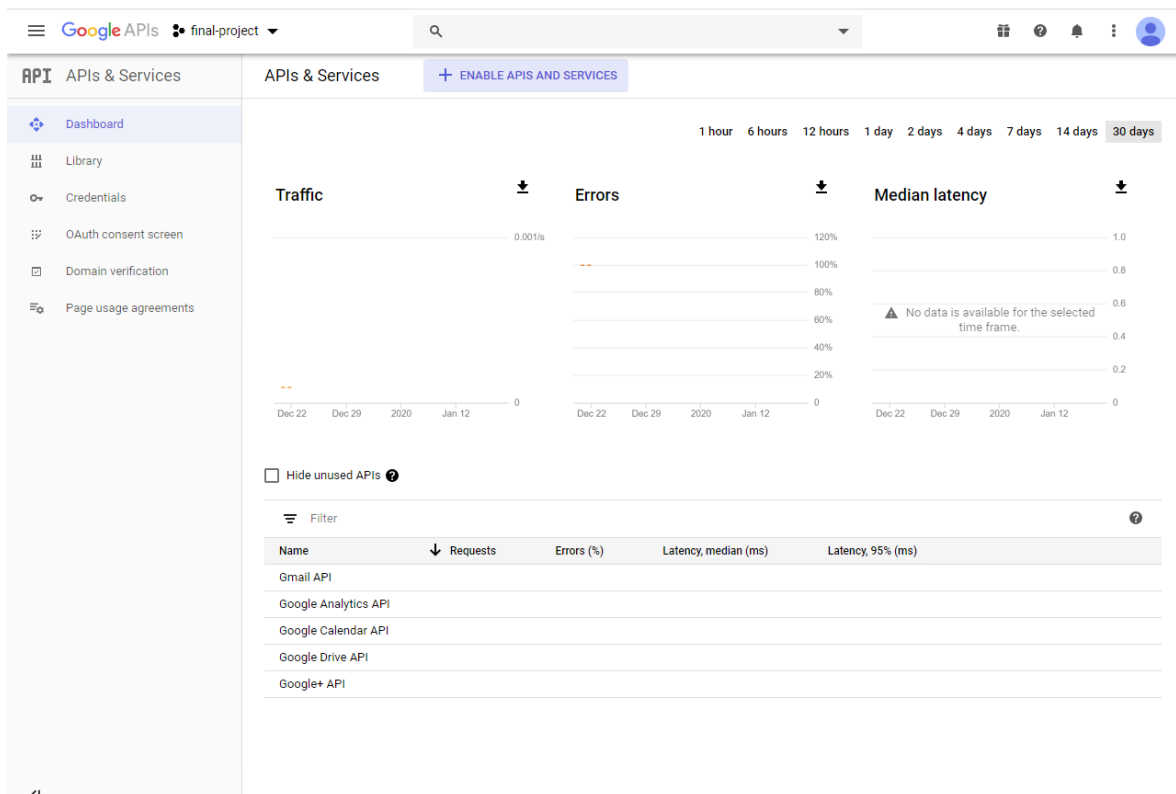 Google APIs final-project
API APIs & Services
APIs & Services
+ ENABLE APIS AND SERVICES
Dashboard
Library
Credentials
OAuth consent screen
Domain verification
Page usage agreements
1 hour 6 hours 12 hours 1 day 2 days 4 days 7 days 14 days 30 days
Traffic
0.001/s
0
Dec 22 Dec 29 2020 Jan 12
Errors
120%
100%
80%
60%
40%
20%
0
Dec 22 Dec 29 2020 Jan 12
Median latency
1.0
0.8
0.6
0.4
0.2
0
No data is available for the selected
time frame.
Dec 22 Dec 29 2020 Jan 12
Hide unused APIs
Filter
Name Requests Errors (%) Latency, median (ms) Latency, 95% (ms)
Gmail API
Google Analytics API
Google Calendar API
Google Drive API
Google+ API